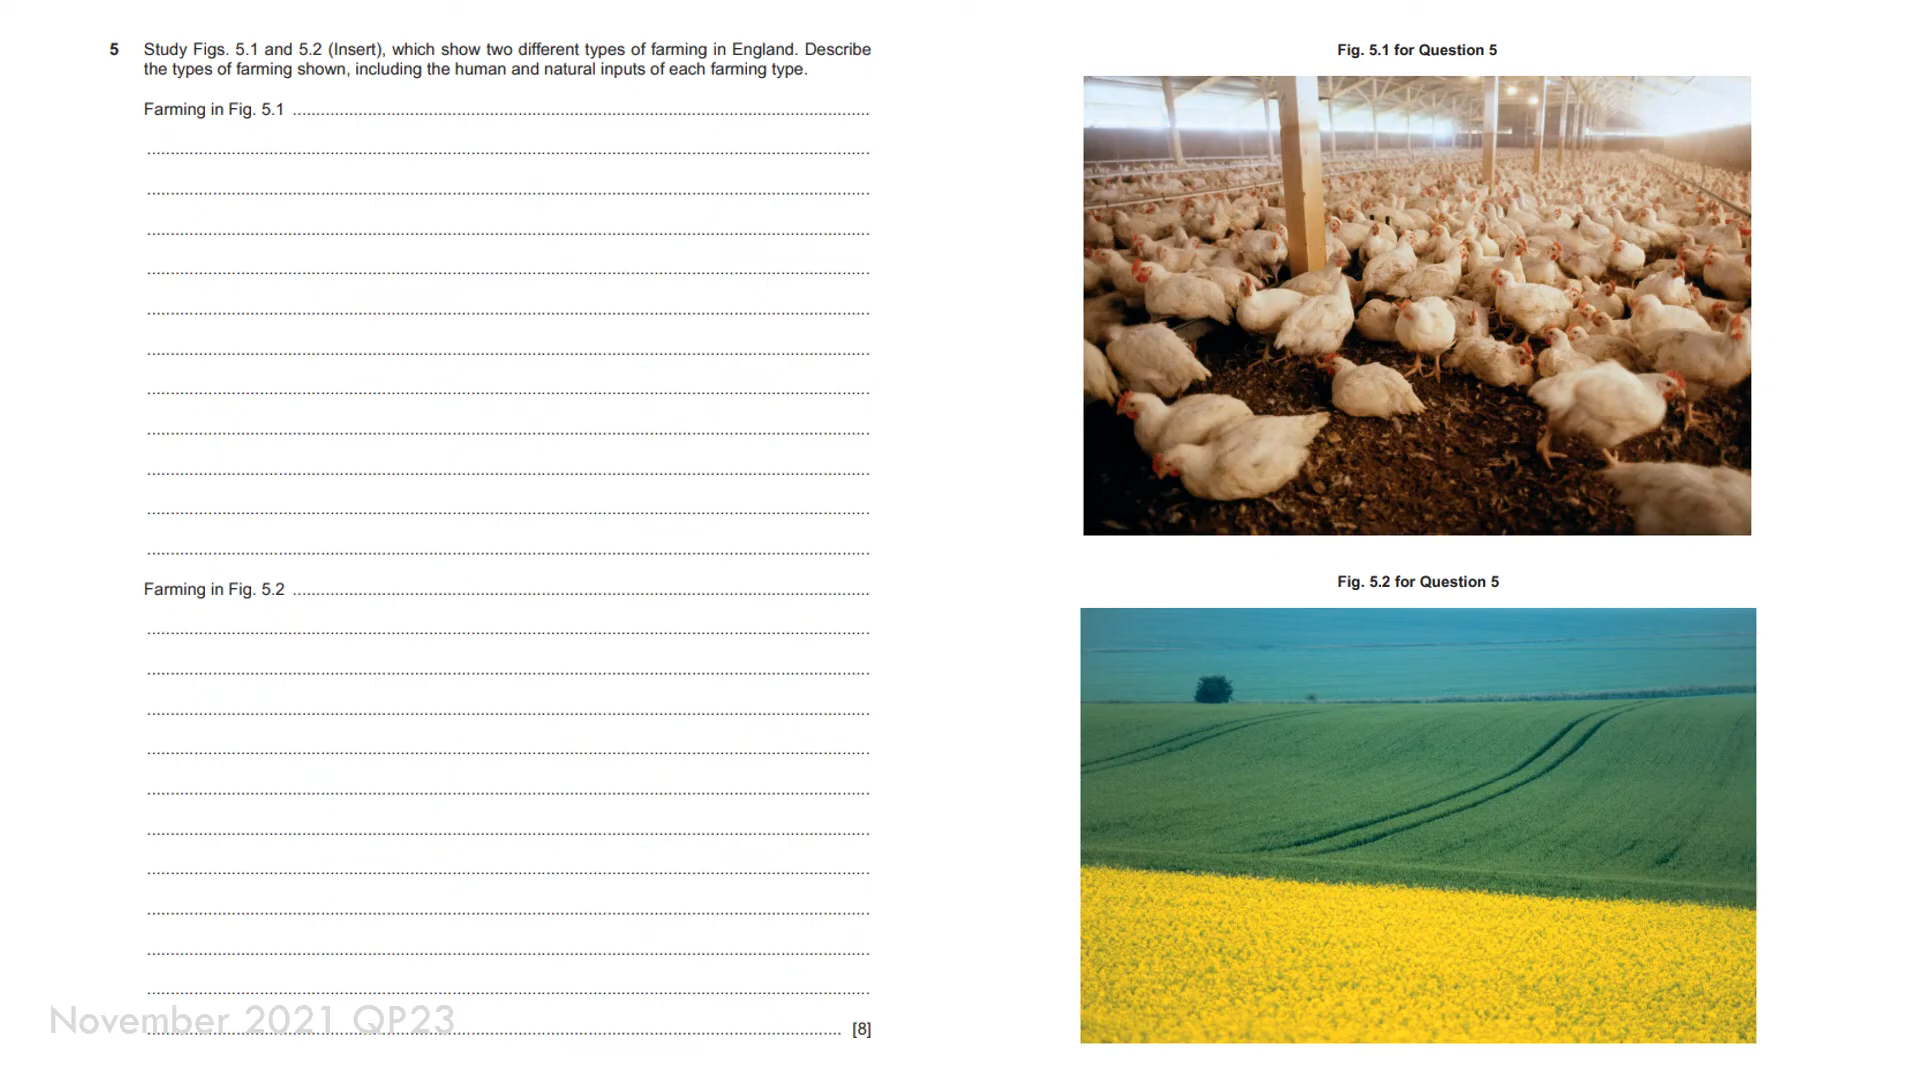 5 Study Figs. 5.1 and 5.2 (Insert), which show two different types of farming in England. Describe
the types of farming shown, including the human and natural inputs of each farming type.
Farming in Fig. 5.1
Farming in Fig. 5.2
[8]
November 2021 QP23
Fig. 5.1 for Question 5
Fig. 5.2 for Question 5